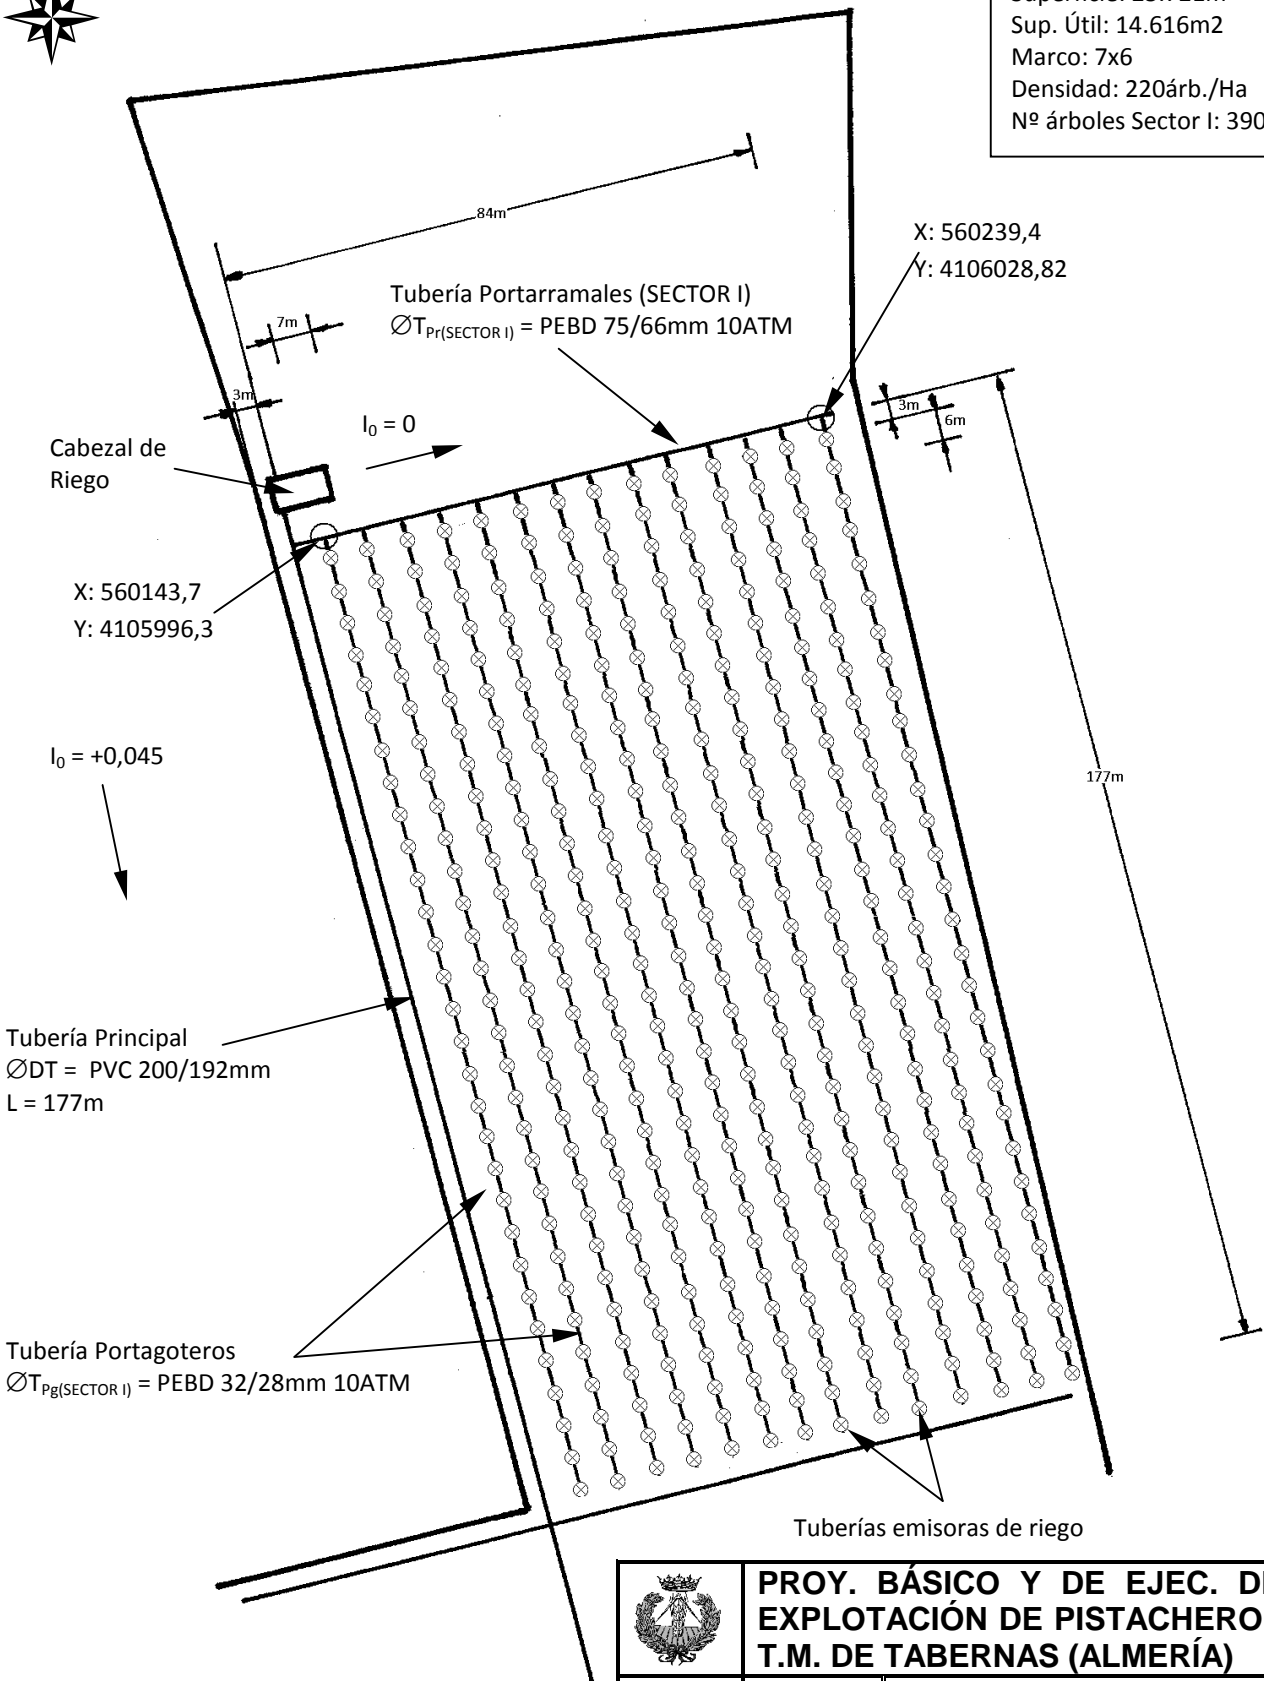 Sup. Útil: 14.616m2
Marco: 7x6
Densidad: 220árb./Ha
Nº árboles Sector I: 390
84m
X: 560239,4
Y: 4106028,82
Tubería Portarramales (SECTOR I)
∅T_Pr(SECTOR I) = PEBD 75/66mm 10ATM
7m
3m
3m
6m
I₀ = 0
Cabezal de
Riego
X: 560143,7
Y: 4105996,3
I₀ = +0,045
177m
Tubería Principal
∅DT = PVC 200/192mm
L = 177m
Tubería Portagoteros
∅T_Pg(SECTOR I) = PEBD 32/28mm 10ATM
Tuberías emisoras de riego
PROY. BÁSICO Y DE EJEC. DE
EXPLOTACIÓN DE PISTACHERO
T.M. DE TABERNAS (ALMERÍA)